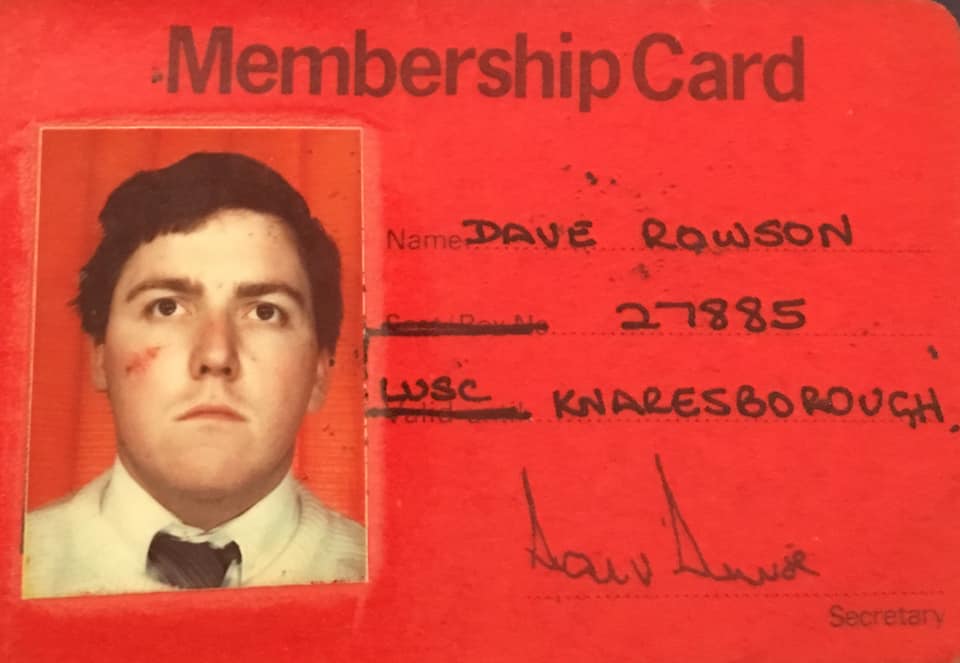 Membership Card
Name DAVE ROWSON
27885
LUSC KNARESBOROUGH
Secretary